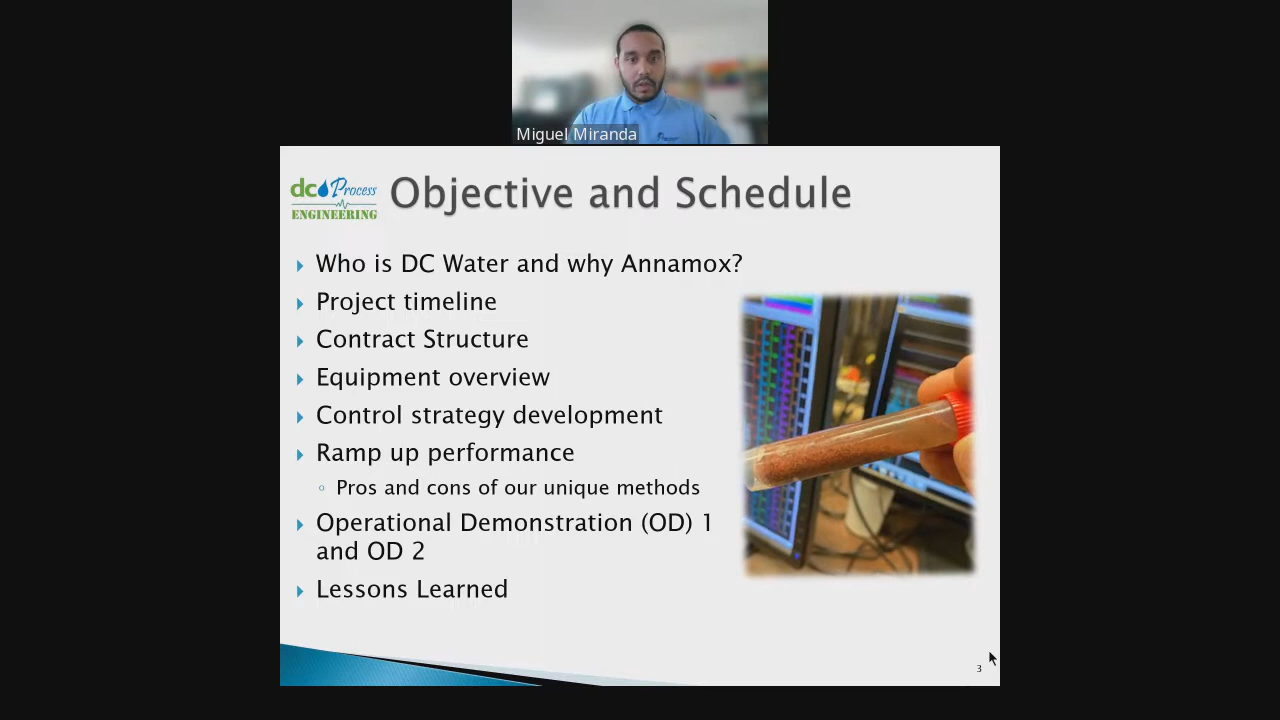 Miguel Miranda
dc Process
ENGINEERING
Objective and Schedule
Who is DC Water and why Annamox?
Project timeline
Contract Structure
Equipment overview
Control strategy development
Ramp up performance
Pros and cons of our unique methods
Operational Demonstration (OD) 1
and OD 2
Lessons Learned
3